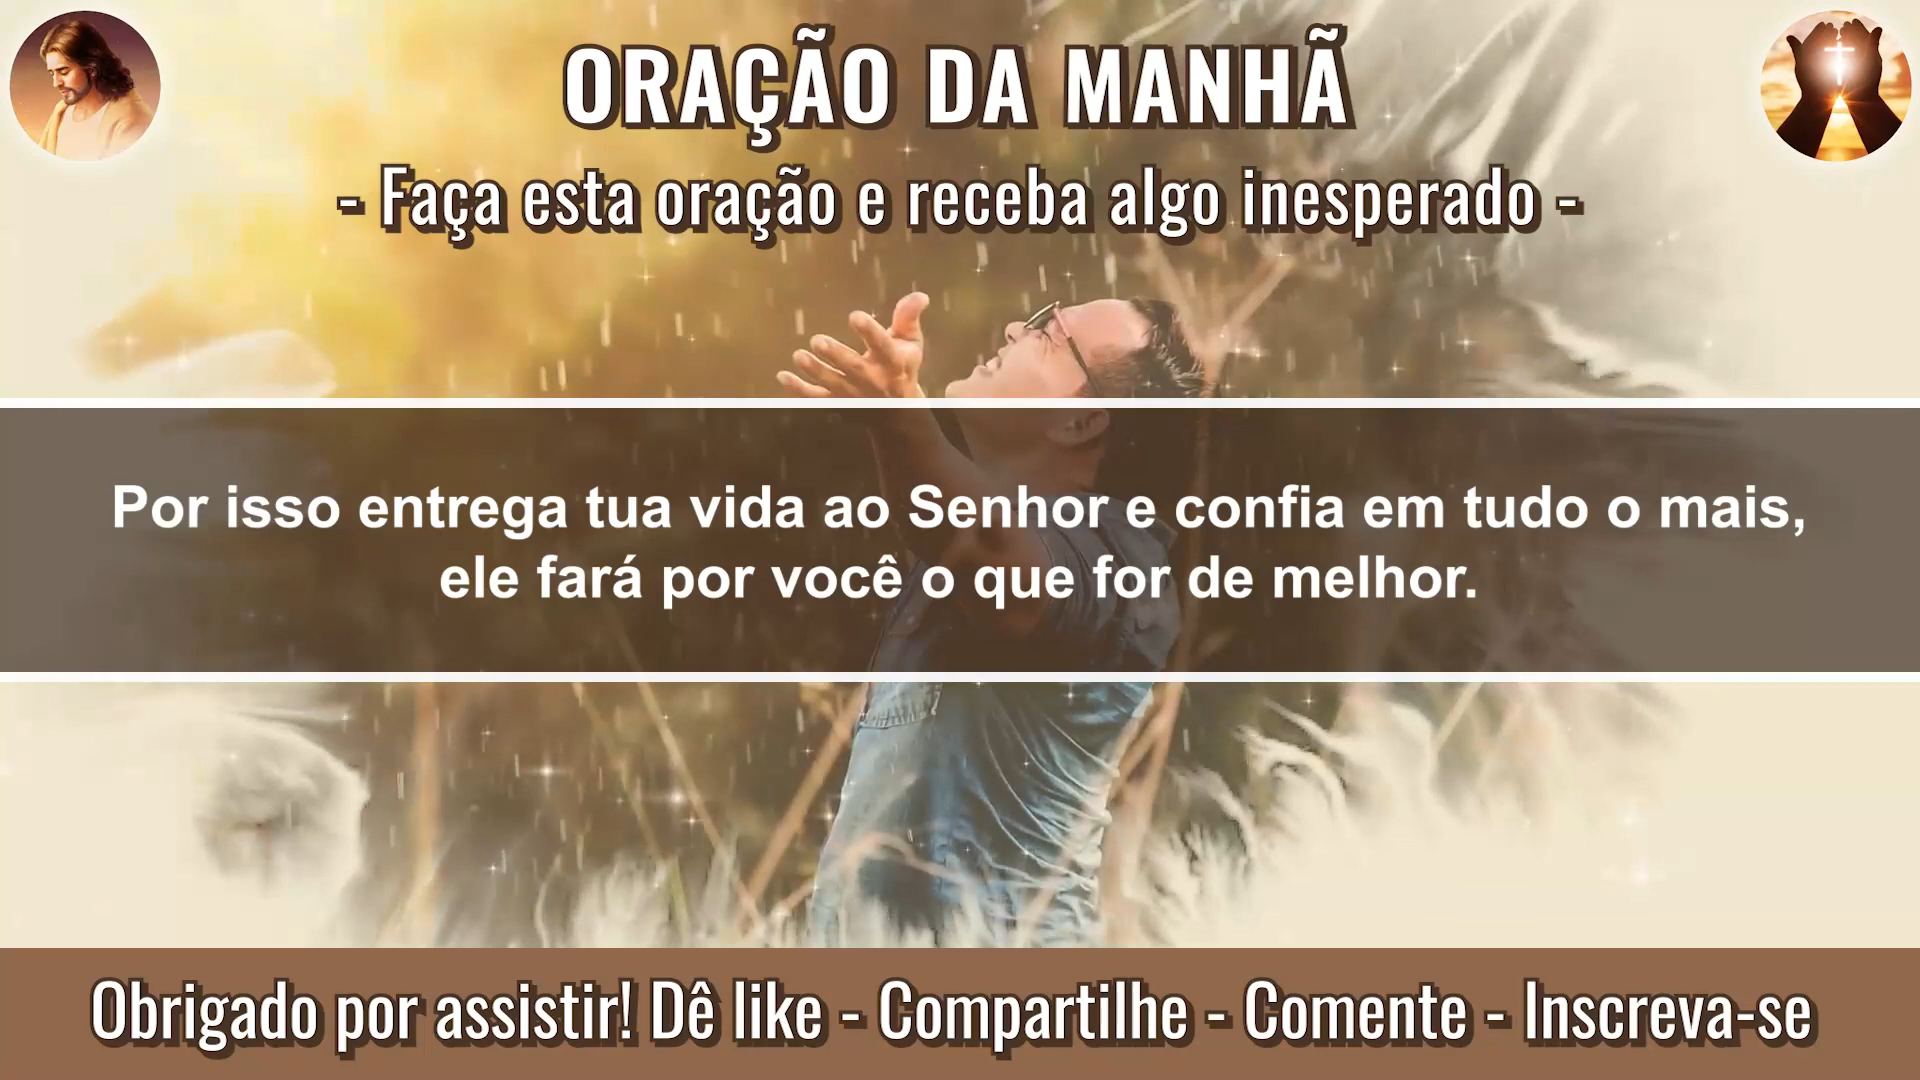 ORAÇÃO DA MANHÃ
- Faça esta oração e receba algo inesperado -
Por isso entrega tua vida ao Senhor e confia em tudo o mais,
ele fará por você o que for de melhor.
Obrigado por assistir! Dê like - Compartilhe - Comente - Inscreva-se